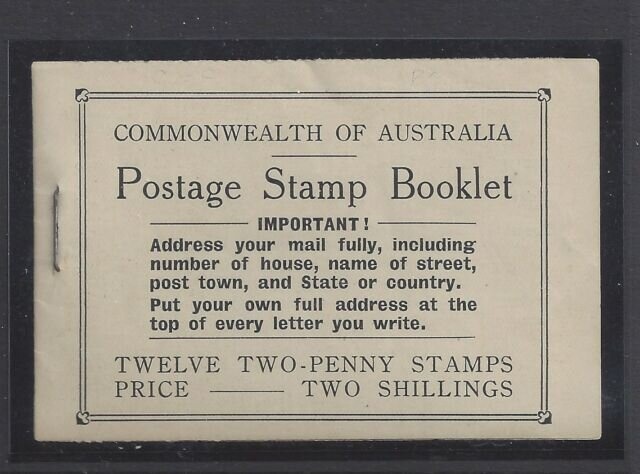 COMMONWEALTH OF AUSTRALIA
Postage Stamp Booklet
IMPORTANT!
Address your mail fully, including
number of house, name of street,
post town, and State or country.
Put your own full address at the
top of every letter you write.
TWELVE TWO-PENNY STAMPS
PRICE —— TWO SHILLINGS